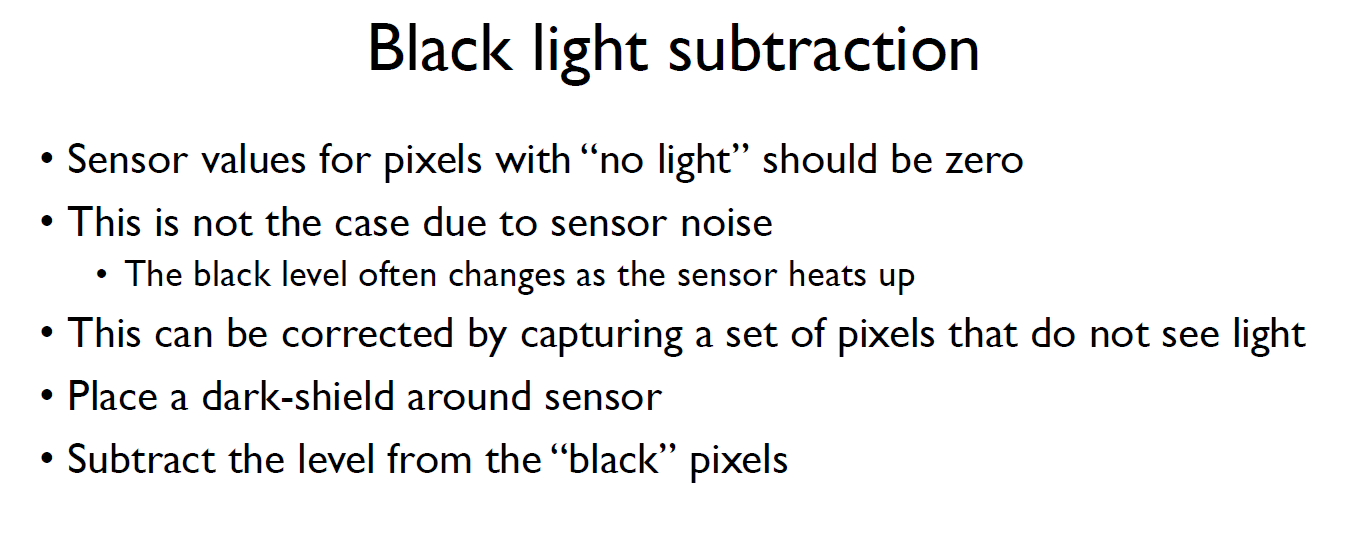 Black light subtraction
• Sensor values for pixels with “no light” should be zero
• This is not the case due to sensor noise
• The black level often changes as the sensor heats up
• This can be corrected by capturing a set of pixels that do not see light
• Place a dark-shield around sensor
• Subtract the level from the “black” pixels